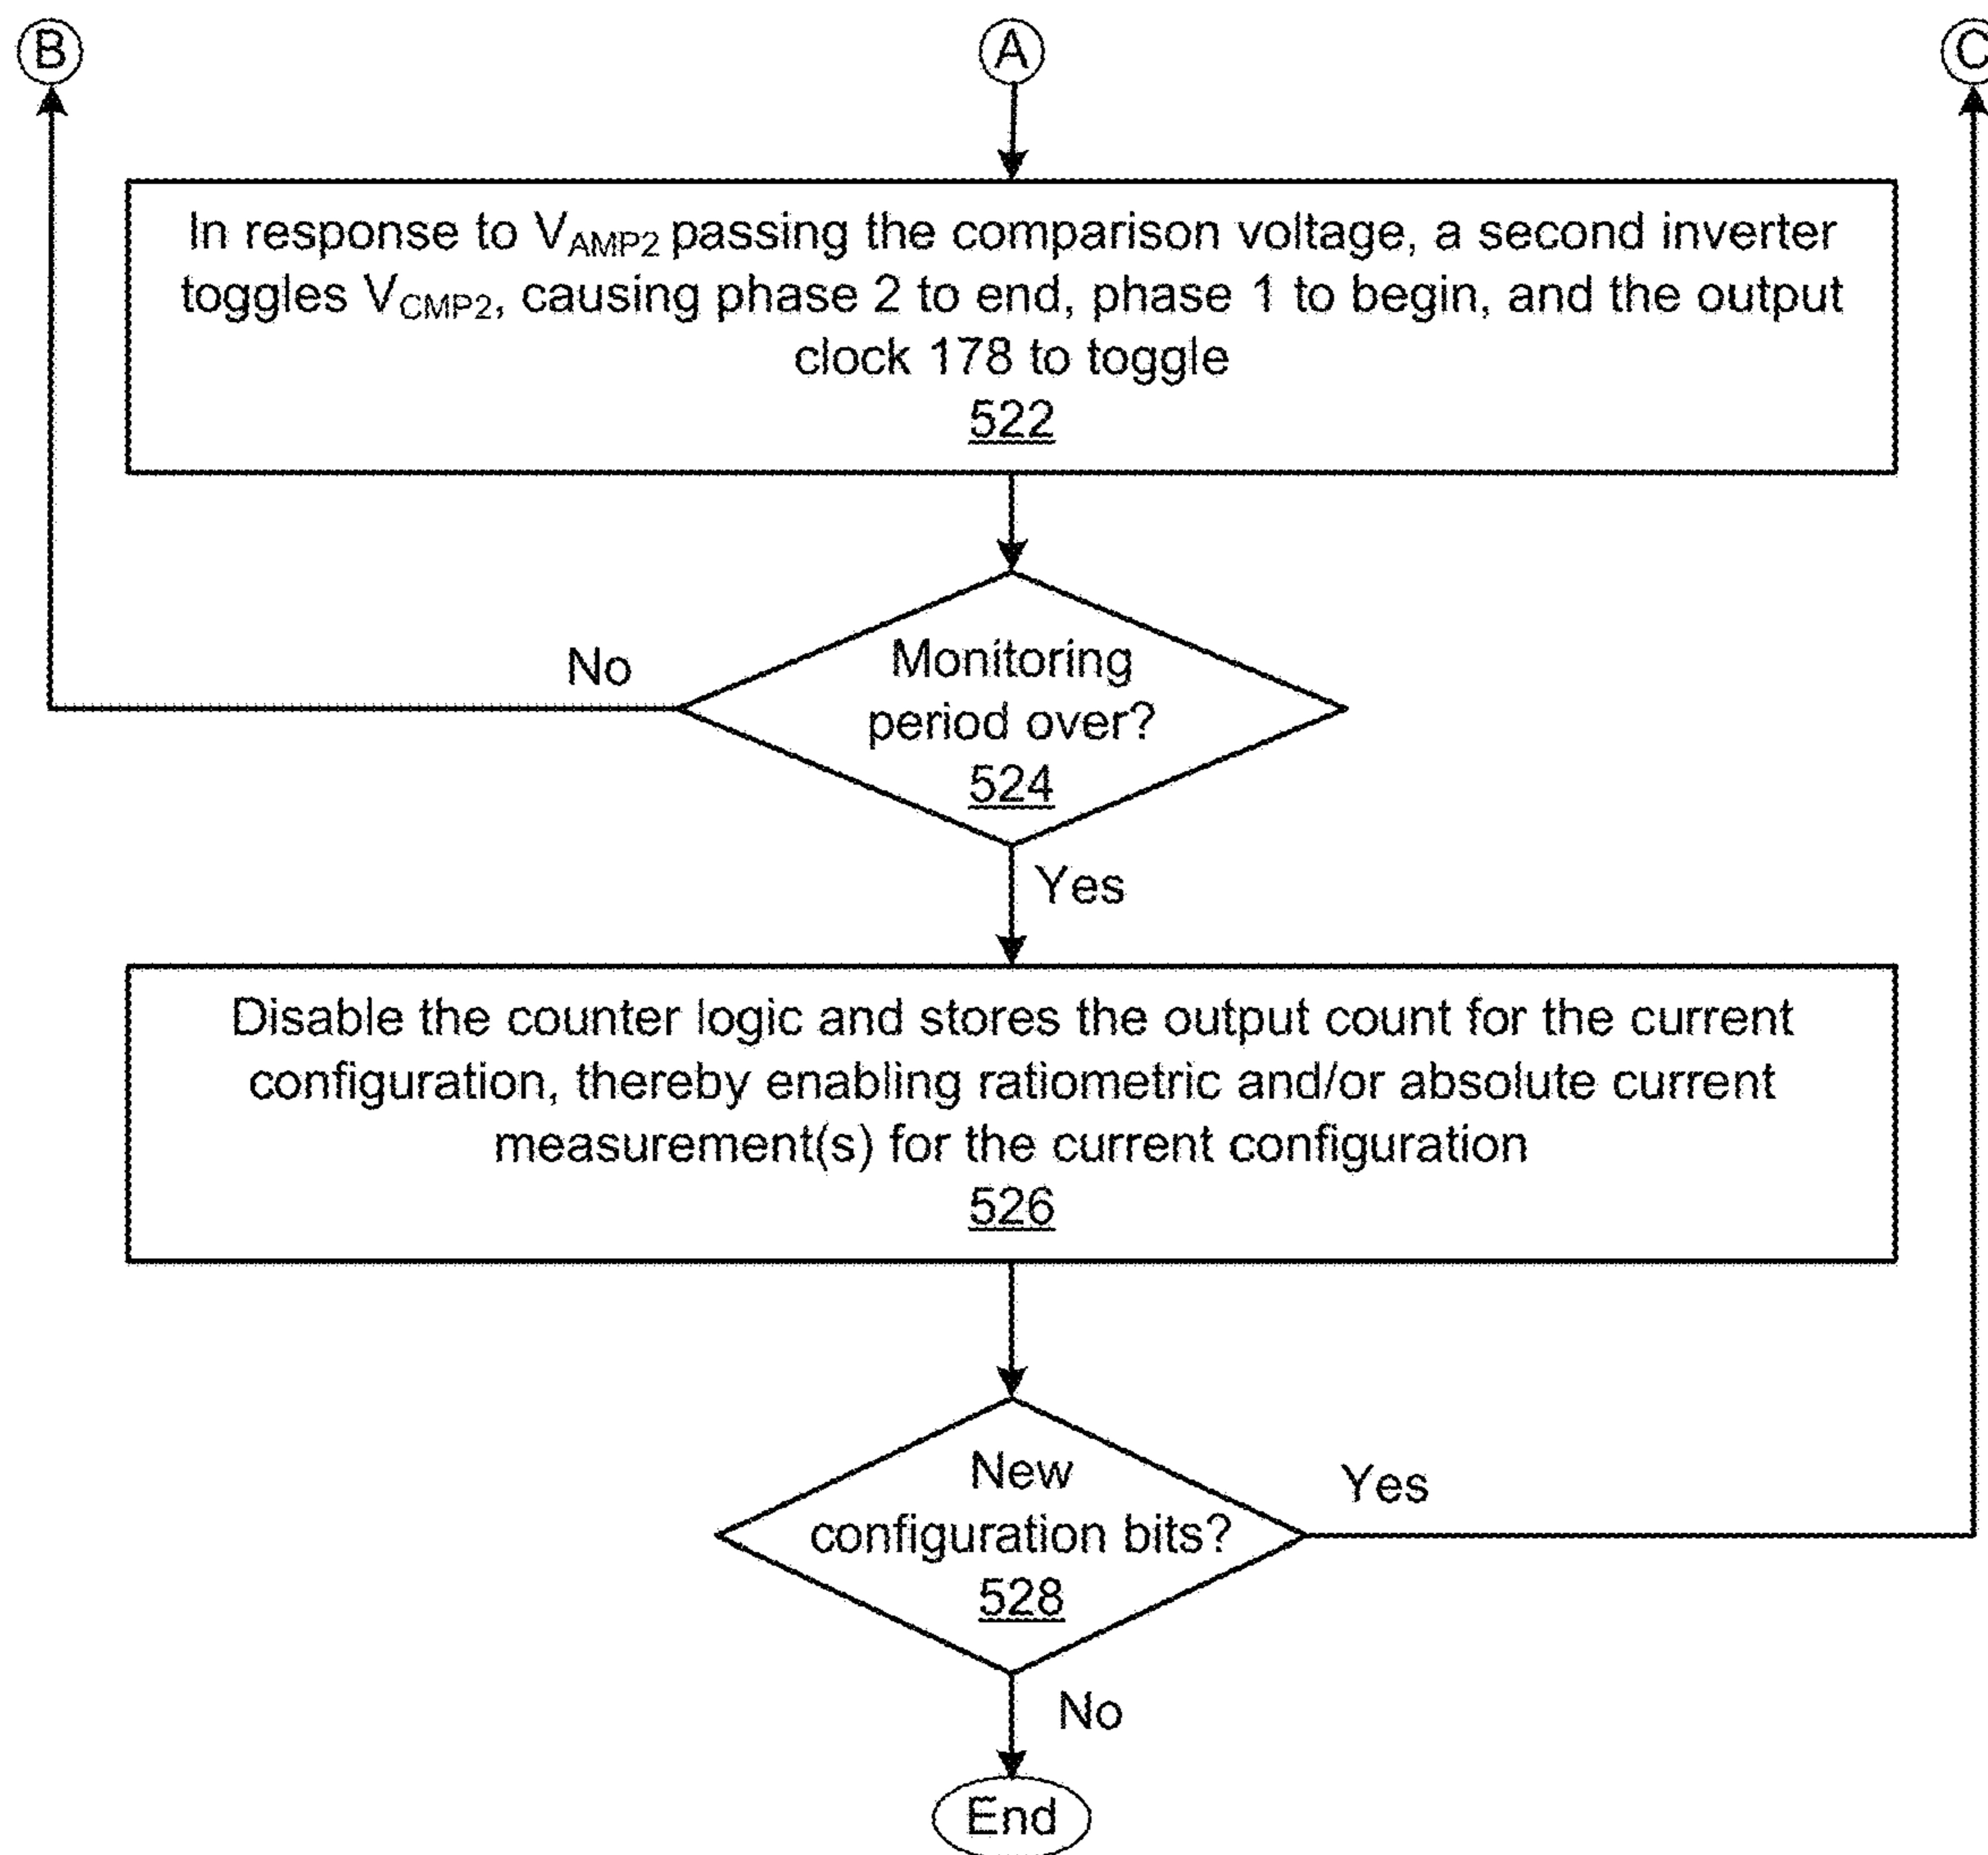 B
A
C
In response to VAMP2 passing the comparison voltage, a second inverter
toggles VCMP2, causing phase 2 to end, phase 1 to begin, and the output
clock 178 to toggle
522
Monitoring
period over?
524
No
Yes
Disable the counter logic and stores the output count for the current
configuration, thereby enabling ratiometric and/or absolute current
measurement(s) for the current configuration
526
New
configuration bits?
528
Yes
No
End